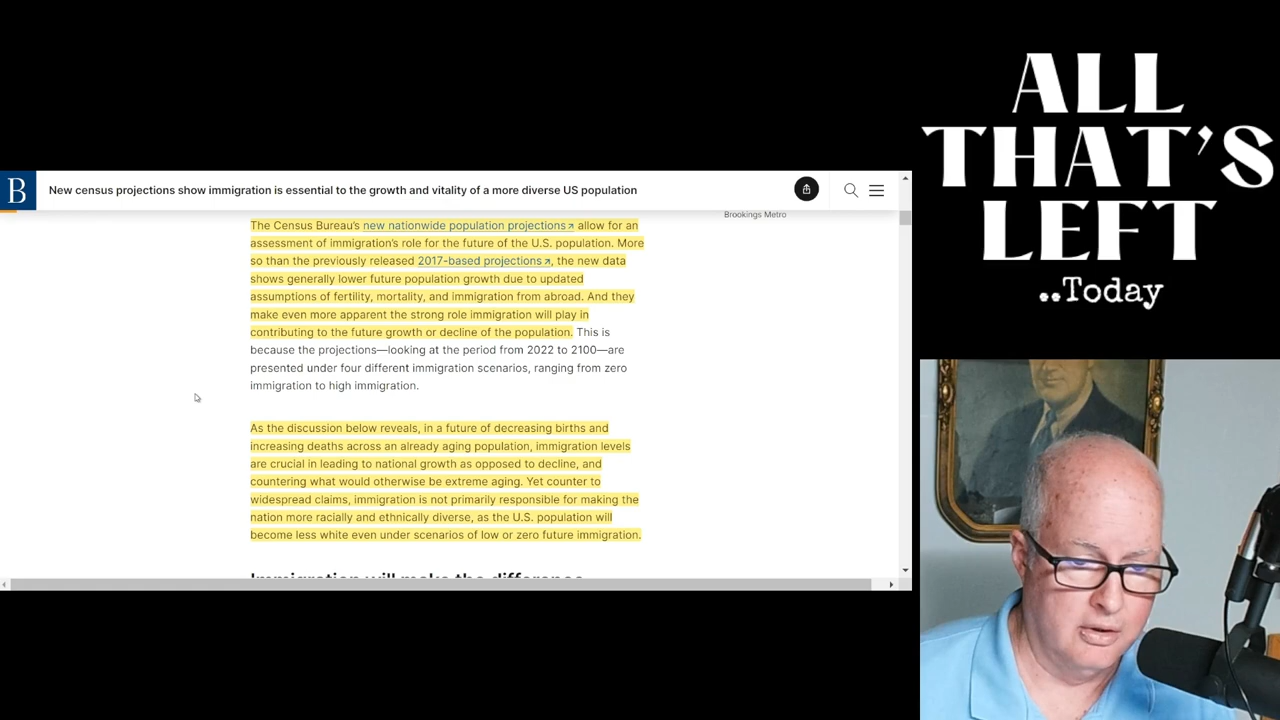 B
New census projections show immigration is essential to the growth and vitality of a more diverse US population
Brookings Metro
The Census Bureau's new nationwide population projections↗ allow for an
assessment of immigration's role for the future of the U.S. population. More
so than the previously released 2017-based projections↗, the new data
shows generally lower future population growth due to updated
assumptions of fertility, mortality, and immigration from abroad. And they
make even more apparent the strong role immigration will play in
contributing to the future growth or decline of the population. This is
because the projections—looking at the period from 2022 to 2100—are
presented under four different immigration scenarios, ranging from zero
immigration to high immigration.
As the discussion below reveals, in a future of decreasing births and
increasing deaths across an already aging population, immigration levels
are crucial in leading to national growth as opposed to decline, and
countering what would otherwise be extreme aging. Yet counter to
widespread claims, immigration is not primarily responsible for making the
nation more racially and ethnically diverse, as the U.S. population will
become less white even under scenarios of low or zero future immigration.
Immigration will make the difference
ALL
THAT'S
LEFT
..Today